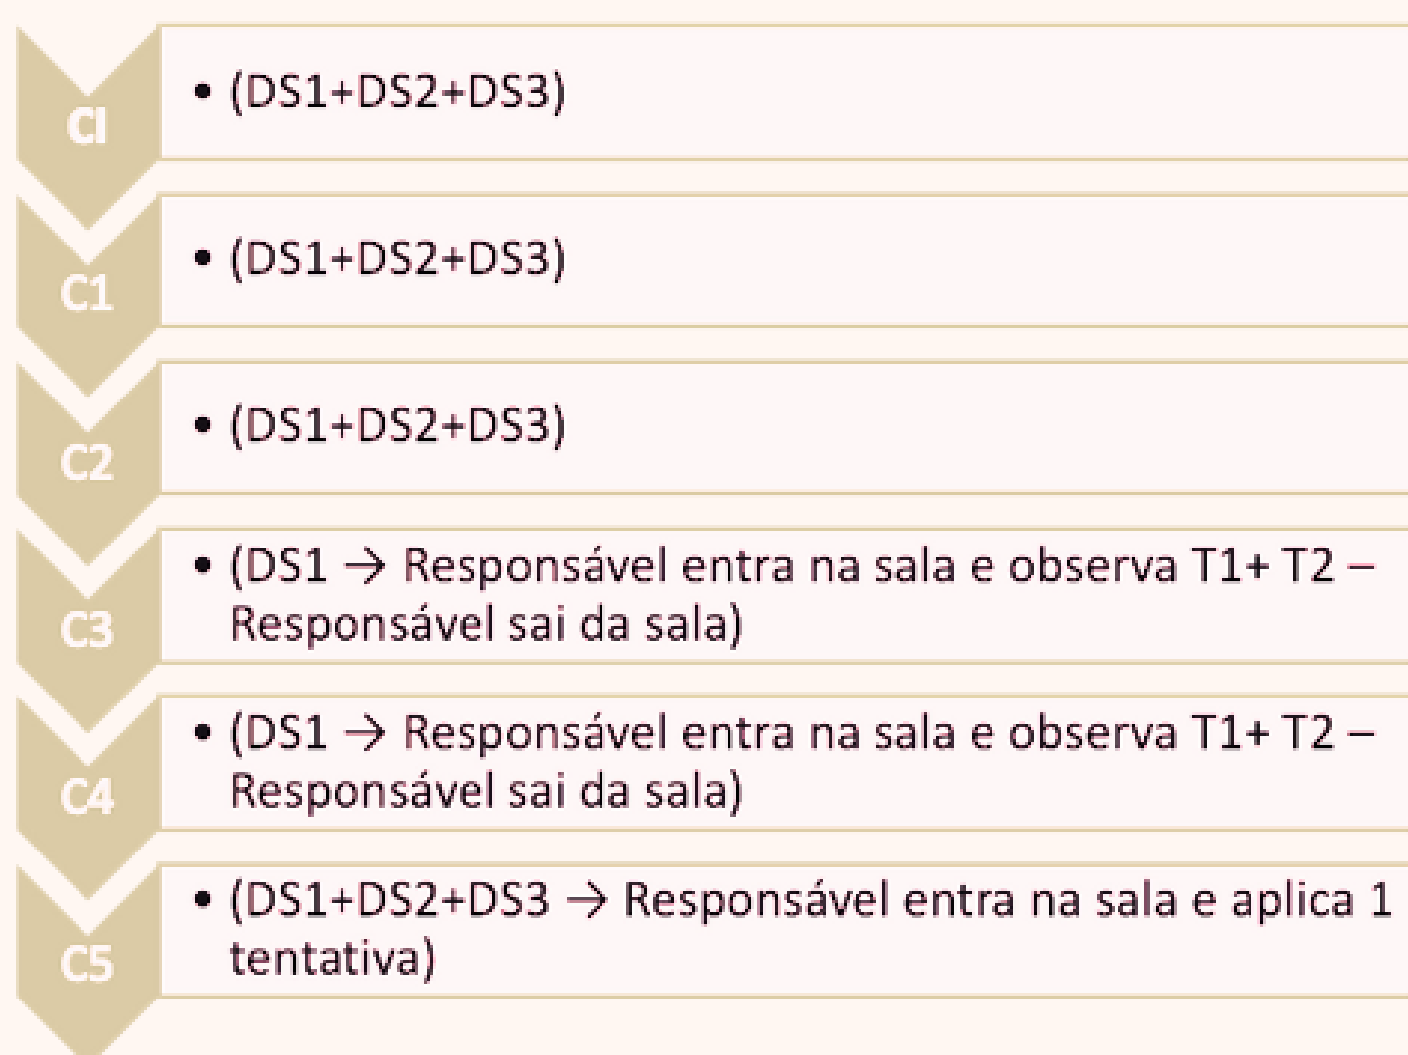 CI
• (DS1+DS2+DS3)
C1
• (DS1+DS2+DS3)
C2
• (DS1+DS2+DS3)
C3
• (DS1 → Responsável entra na sala e observa T1+ T2 –
Responsável sai da sala)
C4
• (DS1 → Responsável entra na sala e observa T1+ T2 –
Responsável sai da sala)
C5
• (DS1+DS2+DS3 → Responsável entra na sala e aplica 1
tentativa)